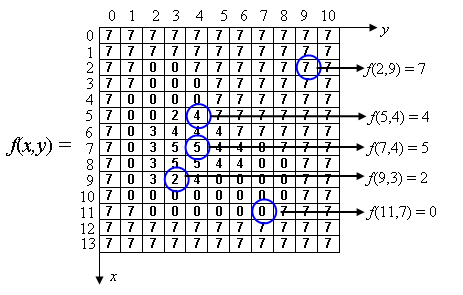 0 1 2 3 4 5 6 7 8 9 10
y
0 7 7 7 7 7 7 7 7 7 7 7
1 7 7 7 7 7 7 7 7 7 7 7
2 7 7 0 0 7 7 7 7 7 7 7 f(2,9) = 7
3 7 7 0 0 0 7 7 7 7 7 7
4 7 0 0 0 0 7 7 7 7 7 7
5 7 0 0 2 4 7 7 7 7 7 7 f(5,4) = 4
6 7 0 3 4 4 4 7 7 7 7 7
f(x,y) = 7 7 0 3 5 5 4 4 0 7 7 7 f(7,4) = 5
8 7 0 3 5 5 4 4 0 0 7 7
9 7 0 3 2 4 0 0 0 0 7 7 f(9,3) = 2
10 7 0 0 0 0 0 0 0 0 7 7
11 7 0 0 0 0 0 0 0 7 7 7 f(11,7) = 0
12 7 7 7 7 7 7 7 7 7 7 7
13 7 7 7 7 7 7 7 7 7 7 7
x